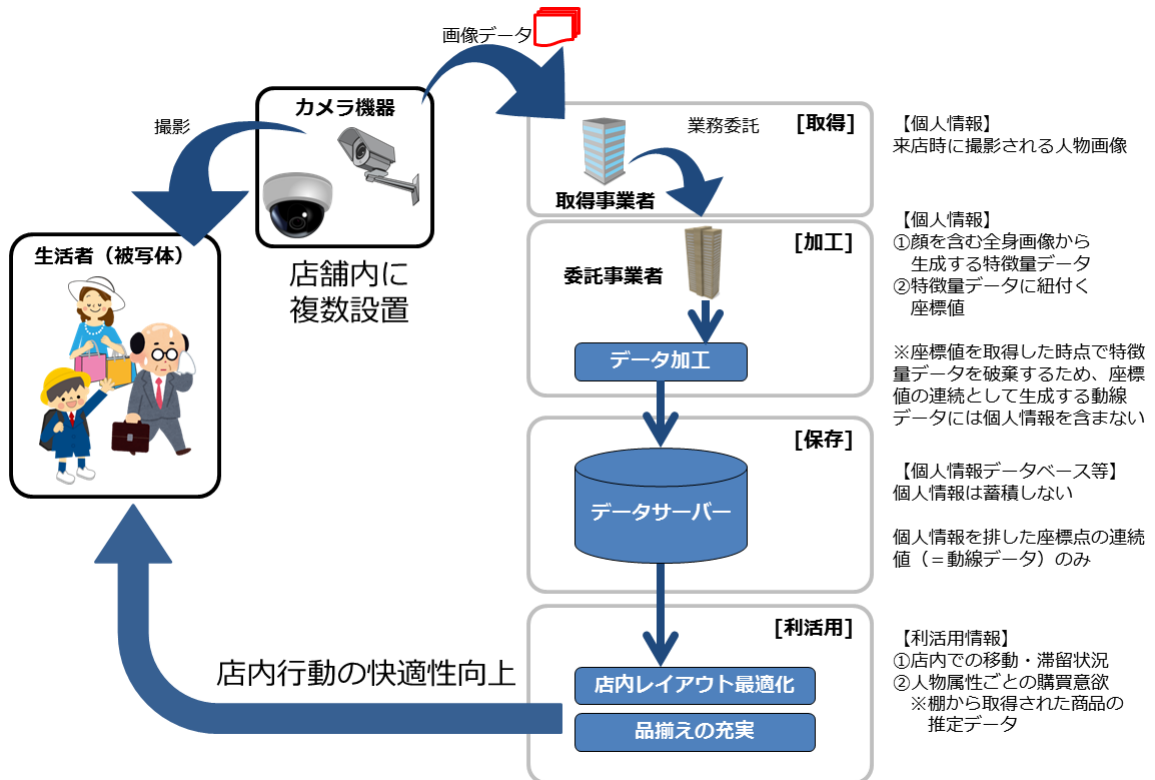 画像データ
カメラ機器
撮影
店舗内に
複数設置
生活者（被写体）
業務委託
[取得]
取得事業者
【個人情報】
来店時に撮影される人物画像
[加工]
委託事業者
データ加工
【個人情報】
①顔を含む全身画像から
生成する特徴量データ
②特徴量データに紐付く
座標値
※座標値を取得した時点で特徴
量データを破棄するため、座標
値の連続として生成する動線
データには個人情報を含まない
[保存]
データサーバー
【個人情報データベース等】
個人情報は蓄積しない
個人情報を排した座標点の連続
値（＝動線データ）のみ
[利活用]
店内レイアウト最適化
品揃えの充実
【利活用情報】
①店内での移動・滞留状況
②人物属性ごとの購買意欲
※棚から取得された商品の
推定データ
店内行動の快適性向上